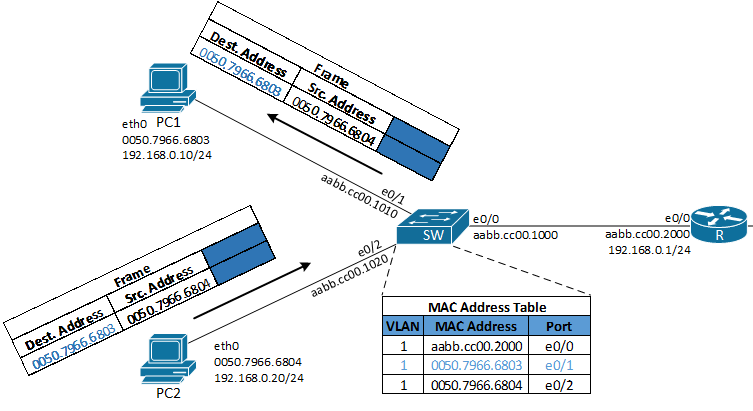 Frame
Dest. Address Src. Address
0050.7966.6803 0050.7966.6804
PC1
eth0
0050.7966.6803
192.168.0.10/24
e0/1
aabb.cc00.1010
e0/0
aabb.cc00.1000
SW
e0/0
aabb.cc00.2000
192.168.0.1/24
R
e0/2
aabb.cc00.1020
Frame
Dest. Address Src. Address
0050.7966.6803 0050.7966.6804
eth0
0050.7966.6804
192.168.0.20/24
PC2
MAC Address Table
VLAN MAC Address Port
1 aabb.cc00.2000 e0/0
1 0050.7966.6803 e0/1
1 0050.7966.6804 e0/2